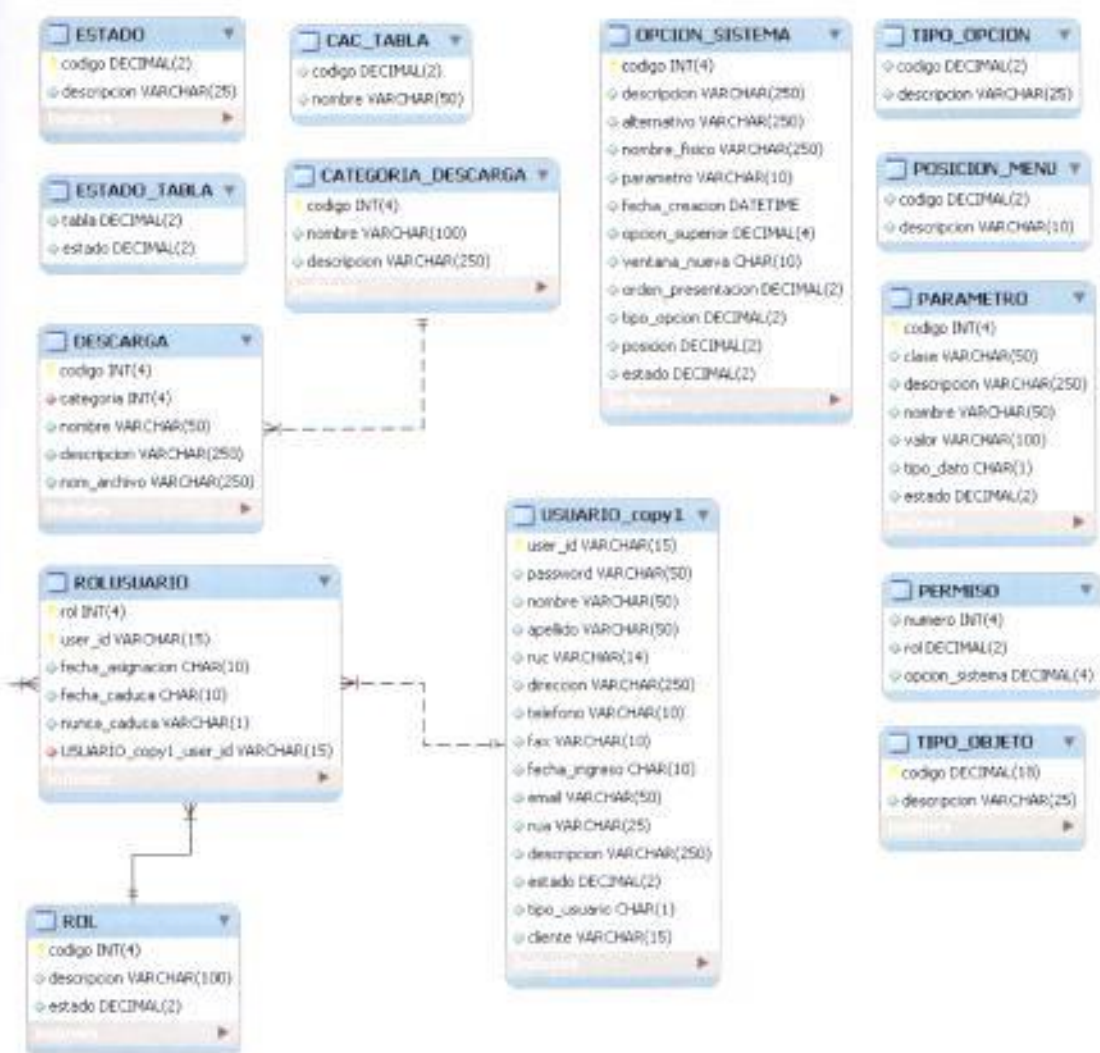 ESTADO
codigo DECIMAL(2)
descripcion VARCHAR(25)
CAC_TABLA
codigo DECIMAL(2)
nombre VARCHAR(50)
OPCION_SISTEMA
codigo INT(4)
descripcion VARCHAR(250)
alternativo VARCHAR(250)
nombre_fisico VARCHAR(250)
parametro VARCHAR(10)
fecha_creacion DATETIME
opcion_superior DECIMAL(4)
ventana_nueva CHAR(10)
orden_presentacion DECIMAL(2)
tipo_opcion DECIMAL(2)
posicion DECIMAL(2)
estado DECIMAL(2)
TIPO_OPCION
codigo DECIMAL(2)
descripcion VARCHAR(25)
ESTADO_TABLA
tabla DECIMAL(2)
estado DECIMAL(2)
CATEGORIA_DESCARGA
codigo INT(4)
nombre VARCHAR(100)
descripcion VARCHAR(250)
POSICION_MENU
codigo DECIMAL(2)
descripcion VARCHAR(10)
DESCARGA
codigo INT(4)
categoria INT(4)
nombre VARCHAR(50)
descripcion VARCHAR(250)
nom_archivo VARCHAR(250)
PARAMETRO
codigo INT(4)
clase VARCHAR(50)
descripcion VARCHAR(250)
nombre VARCHAR(50)
valor VARCHAR(100)
tipo_dato CHAR(1)
estado DECIMAL(2)
ROLUSUARIO
rol INT(4)
user_id VARCHAR(15)
fecha_asignacion CHAR(10)
fecha_caduca CHAR(10)
nunca_caduca VARCHAR(1)
USUARIO_copy1_user_id VARCHAR(15)
USUARIO_copy1
user_id VARCHAR(15)
password VARCHAR(50)
nombre VARCHAR(50)
apellido VARCHAR(50)
ruc VARCHAR(14)
direccion VARCHAR(250)
telefono VARCHAR(10)
fax VARCHAR(10)
fecha_ingreso CHAR(10)
email VARCHAR(50)
rua VARCHAR(25)
descripcion VARCHAR(250)
estado DECIMAL(2)
tipo_usuario CHAR(1)
cliente VARCHAR(15)
PERMISO
numero INT(4)
rol DECIMAL(2)
opcion_sistema DECIMAL(4)
TIPO_OBJETO
codigo DECIMAL(18)
descripcion VARCHAR(25)
ROL
codigo INT(4)
descripcion VARCHAR(100)
estado DECIMAL(2)